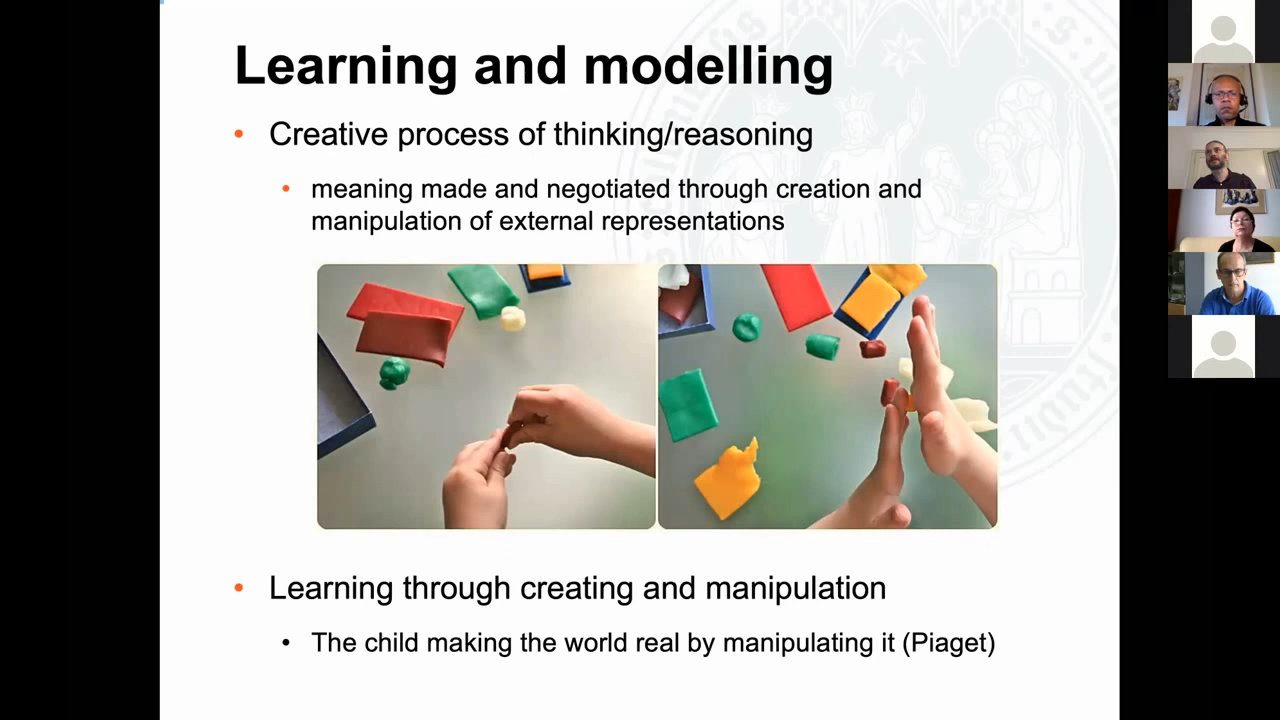 Learning and modelling
• Creative process of thinking/reasoning
• meaning made and negotiated through creation and
manipulation of external representations
• Learning through creating and manipulation
• The child making the world real by manipulating it (Piaget)